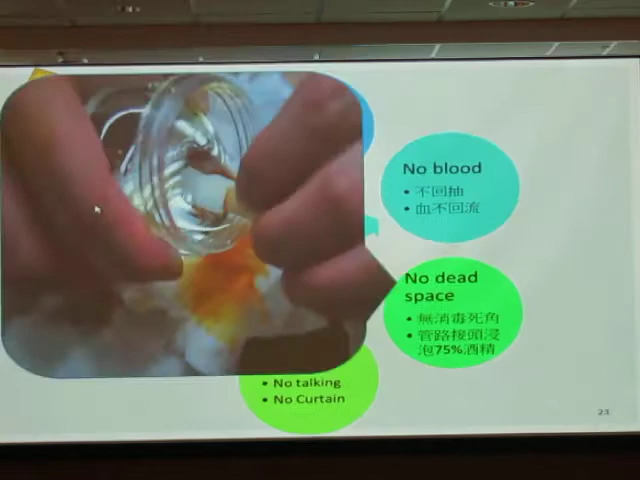 No blood
• 不回抽
• 血不回流
No dead
space
• 無消毒死角
• 管路接頭浸
泡75%酒精
• No talking
• No Curtain
23